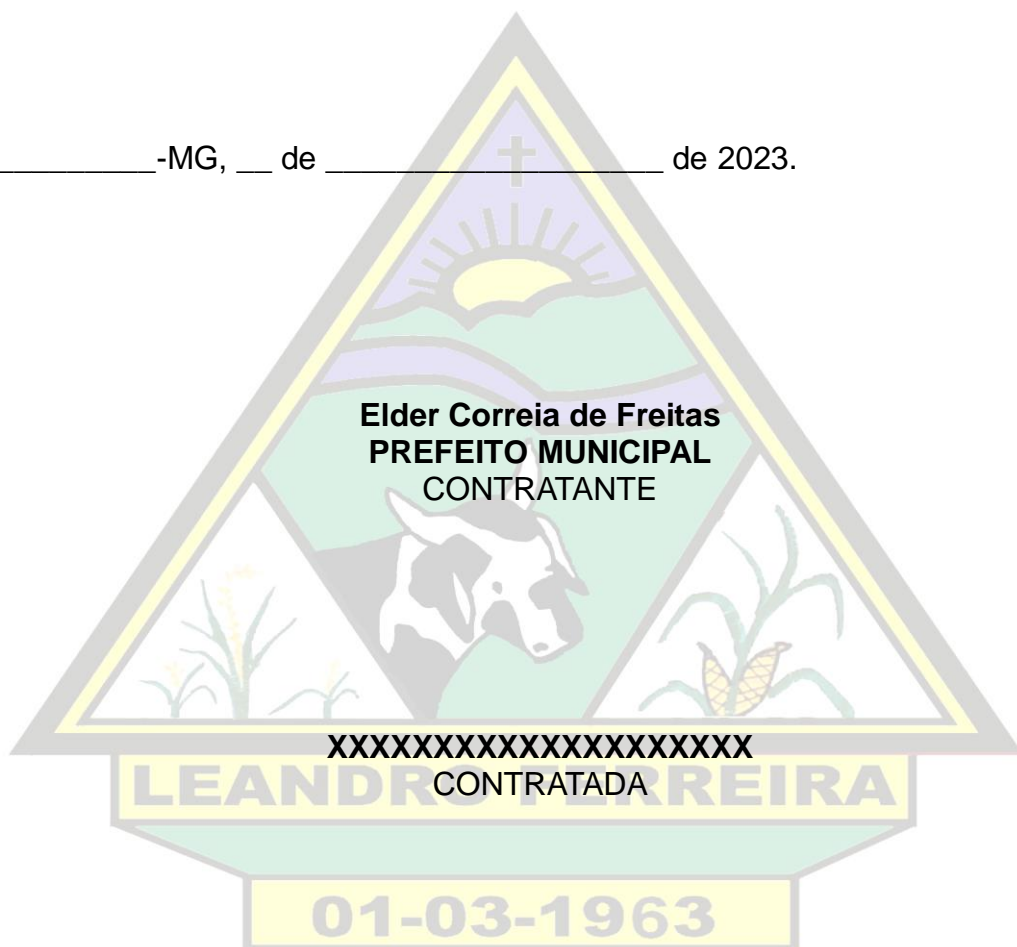 _________-MG, __ de ___________________ de 2023.
Elder Correia de Freitas
PREFEITO MUNICIPAL
CONTRATANTE
XXXXXXXXXXXXXXXXXXXX
CONTRATADA
LEANDRO FERREIRA
01-03-1963